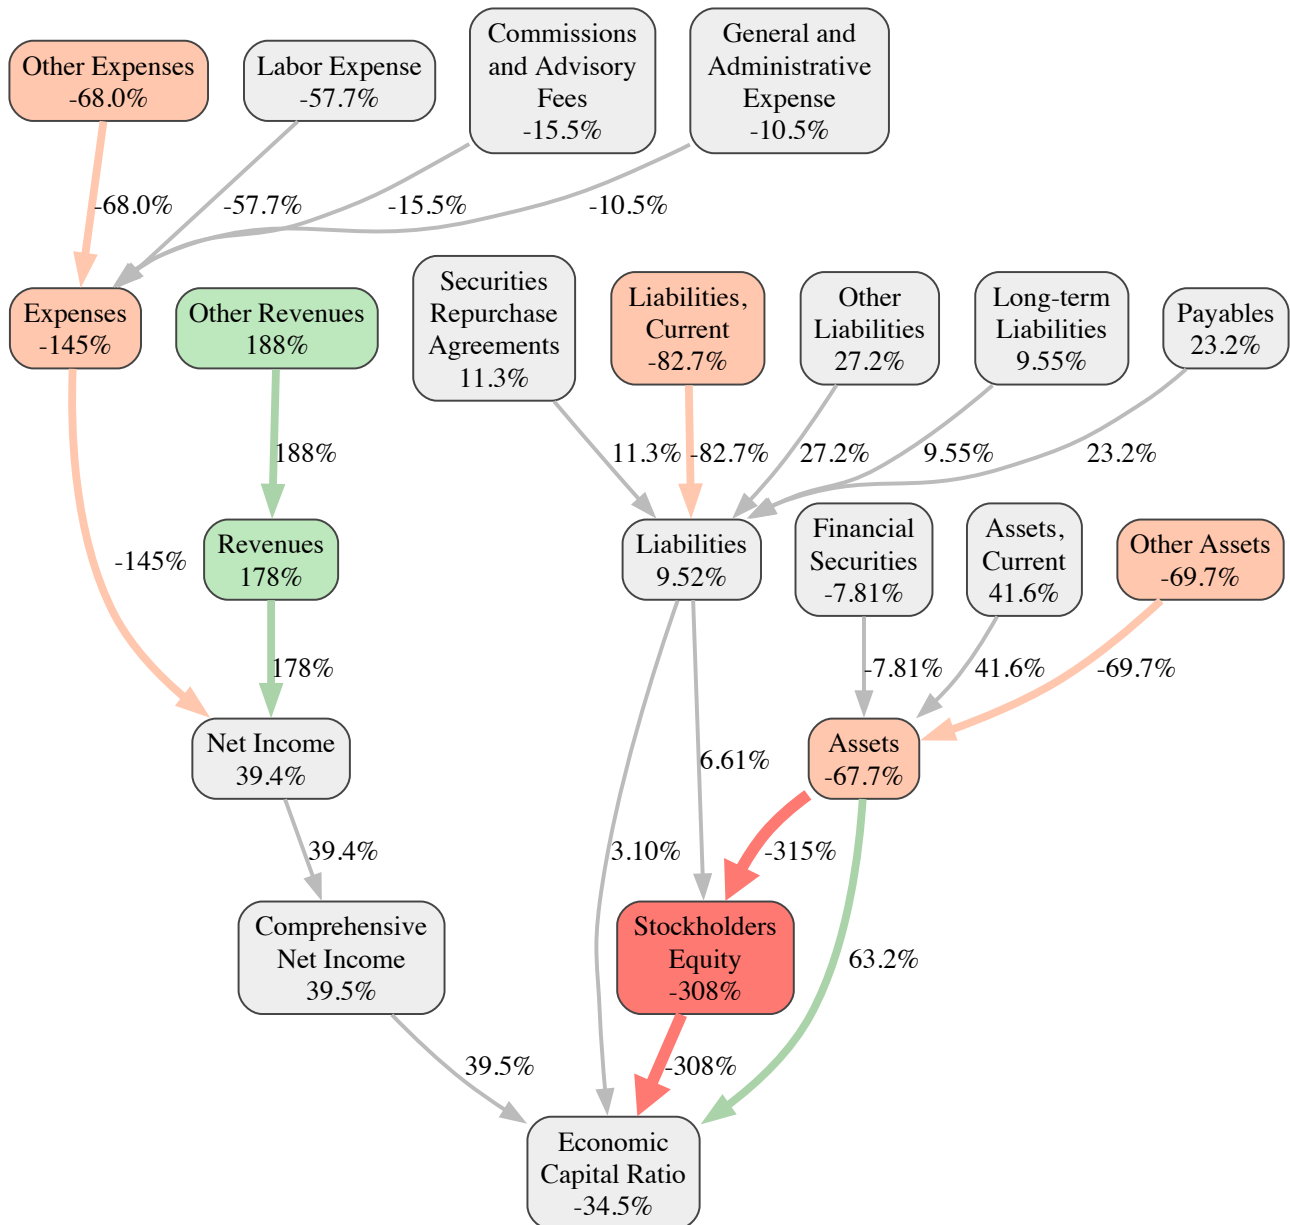 Other Expenses
-68.0%
Labor Expense
-57.7%
Commissions
and Advisory
Fees
-15.5%
General and
Administrative
Expense
-10.5%
-68.0%
-57.7%
-15.5%
-10.5%
Expenses
-145%
Other Revenues
188%
Securities
Repurchase
Agreements
11.3%
Liabilities,
Current
-82.7%
Other
Liabilities
27.2%
Long-term
Liabilities
9.55%
Payables
23.2%
188%
11.3%
-82.7%
27.2%
9.55%
23.2%
-145%
Revenues
178%
Liabilities
9.52%
Financial
Securities
-7.81%
Assets,
Current
41.6%
Other Assets
-69.7%
178%
-7.81%
41.6%
-69.7%
Net Income
39.4%
6.61%
Assets
-67.7%
39.4%
3.10%
-315%
Comprehensive
Net Income
39.5%
Stockholders
Equity
-308%
63.2%
39.5%
-308%
Economic
Capital Ratio
-34.5%